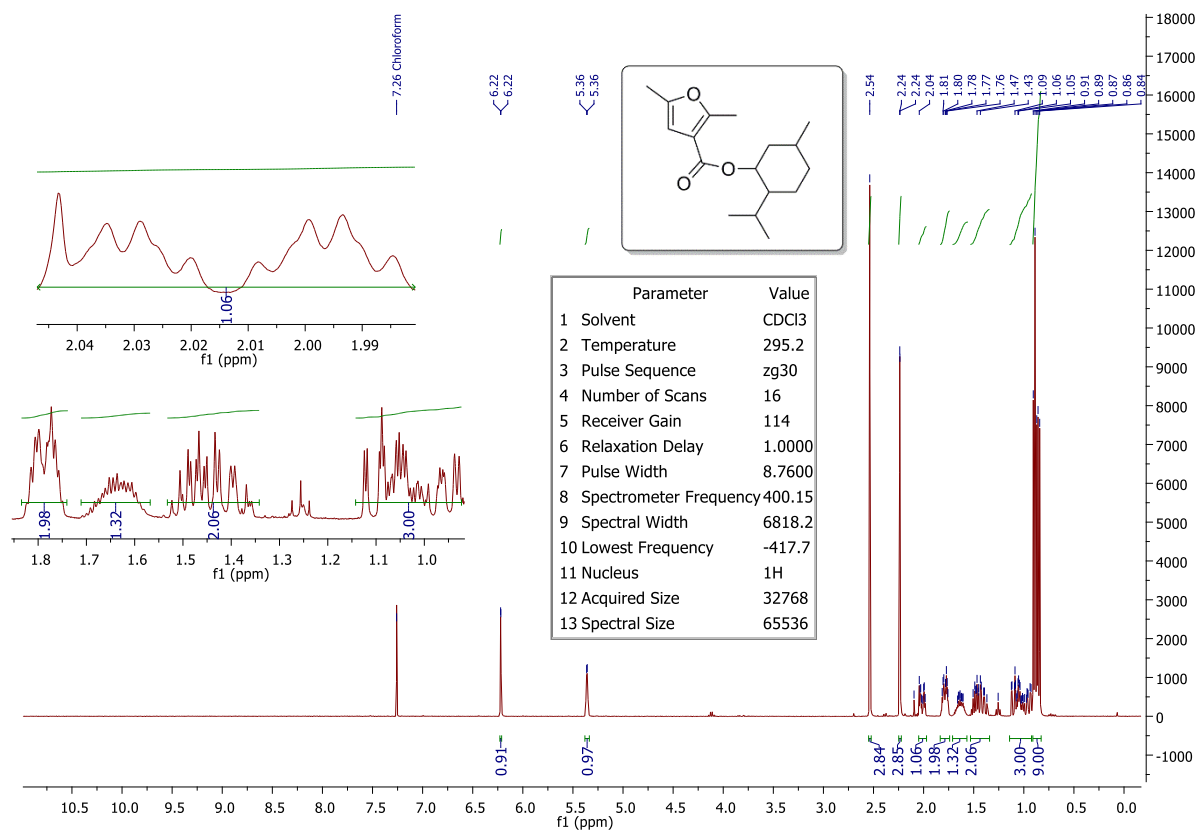 7.26 Chloroform
6.22
6.22
5.36
5.36
2.54
2.24
2.24
2.04
1.81
1.80
1.78
1.77
1.76
1.47
1.43
1.09
1.06
1.05
0.91
0.89
0.87
0.86
0.84
O
O
O
1.06
2.04 2.03 2.02 2.01 2.00 1.99
f1 (ppm)
1.98 1.32 2.06 3.00
1.8 1.7 1.6 1.5 1.4 1.3 1.2 1.1 1.0
f1 (ppm)
Parameter Value
1 Solvent CDCl3
2 Temperature 295.2
3 Pulse Sequence zg30
4 Number of Scans 16
5 Receiver Gain 114
6 Relaxation Delay 1.0000
7 Pulse Width 8.7600
8 Spectrometer Frequency 400.15
9 Spectral Width 6818.2
10 Lowest Frequency -417.7
11 Nucleus 1H
12 Acquired Size 32768
13 Spectral Size 65536
18000
17000
16000
15000
14000
13000
12000
11000
10000
9000
8000
7000
6000
5000
4000
3000
2000
1000
0
-1000
0.91 0.97 2.84 2.85 1.06 1.98 1.32 2.06 3.00 9.00
10.5 10.0 9.5 9.0 8.5 8.0 7.5 7.0 6.5 6.0 5.5 5.0 4.5 4.0 3.5 3.0 2.5 2.0 1.5 1.0 0.5 0.0
f1 (ppm)